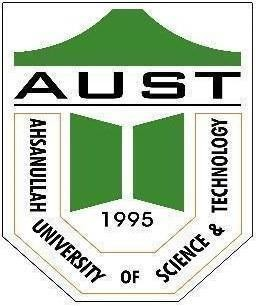 AUST
1995
AHSANULLAH UNIVERSITY OF SCIENCE & TECHNOLOGY